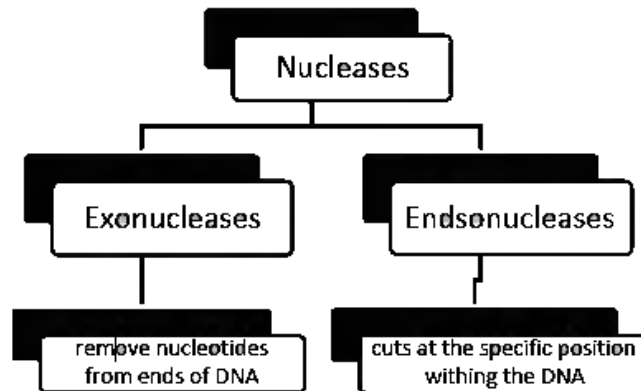 Nucleases
Exonucleases
Endsonucleases
remove nucleotides
from ends of DNA
cuts at the specific position
withing the DNA